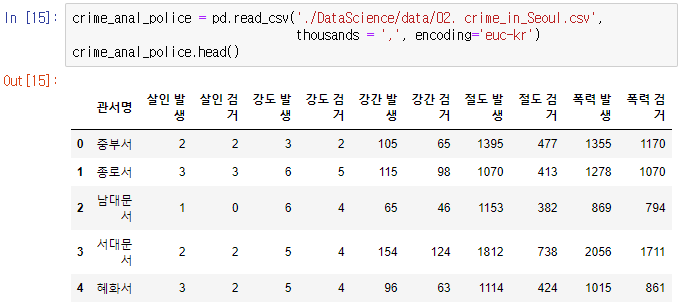 In [15]: crime_anal_police = pd.read_csv('./DataScience/data/02. crime_in_Seoul.csv',
thousands = ',', encoding='euc-kr')
crime_anal_police.head()
Out[15]:
관서명 살인 발생 살인 검거 강도 발생 강도 검거 강간 발생 강간 검거 절도 발생 절도 검거 폭력 발생 폭력 검거
0 중부서 2 2 3 2 105 65 1395 477 1355 1170
1 종로서 3 3 6 5 115 98 1070 413 1278 1070
2 남대문서 1 0 6 4 65 46 1153 382 869 794
3 서대문서 2 2 5 4 154 124 1812 738 2056 1711
4 혜화서 3 2 5 4 96 63 1114 424 1015 861